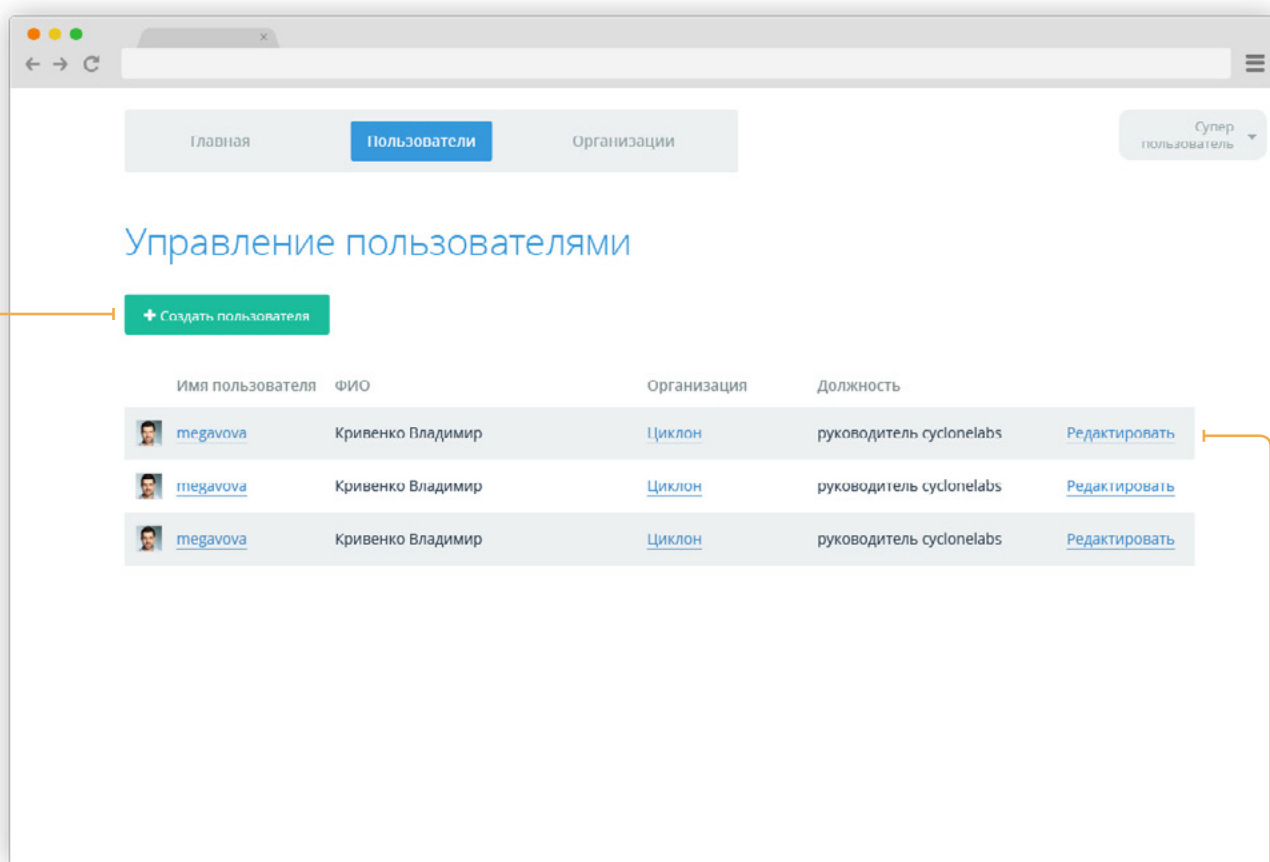 Главная Пользователи Организации
Супер
пользователь
Управление пользователями
Создать пользователя
Имя пользователя ФИО Организация Должность
megavova Кривенко Владимир Циклон руководитель cyclonelabs Редактировать
megavova Кривенко Владимир Циклон руководитель cyclonelabs Редактировать
megavova Кривенко Владимир Циклон руководитель cyclonelabs Редактировать